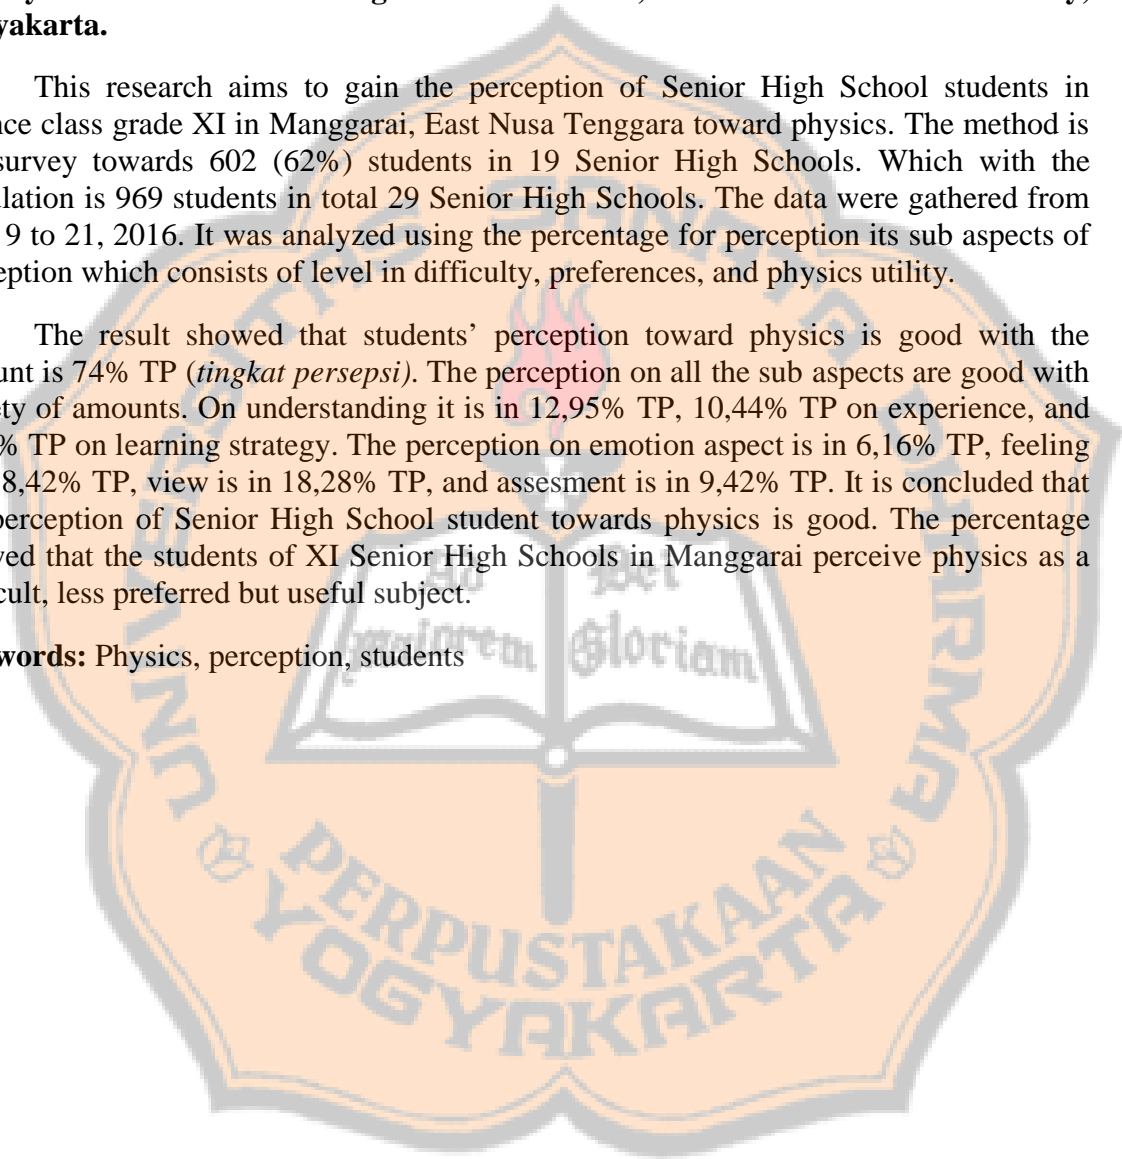 yakarta.
This research aims to gain the perception of Senior High School students in
nce class grade XI in Manggarai, East Nusa Tenggara toward physics. The method is
survey towards 602 (62%) students in 19 Senior High Schools. Which with the
ulation is 969 students in total 29 Senior High Schools. The data were gathered from
9 to 21, 2016. It was analyzed using the percentage for perception its sub aspects of
eption which consists of level in difficulty, preferences, and physics utility.
The result showed that students’ perception toward physics is good with the
unt is 74% TP (tingkat persepsi). The perception on all the sub aspects are good with
ety of amounts. On understanding it is in 12,95% TP, 10,44% TP on experience, and
% TP on learning strategy. The perception on emotion aspect is in 6,16% TP, feeling
8,42% TP, view is in 18,28% TP, and assesment is in 9,42% TP. It is concluded that
perception of Senior High School student towards physics is good. The percentage
ved that the students of XI Senior High Schools in Manggarai perceive physics as a
cult, less preferred but useful subject.
words: Physics, perception, students
UNIVERSITAS SANATA DHARMA
Ad Dei
maiorem Gloriam
PERPUSTAKAAN
YOGYAKARTA